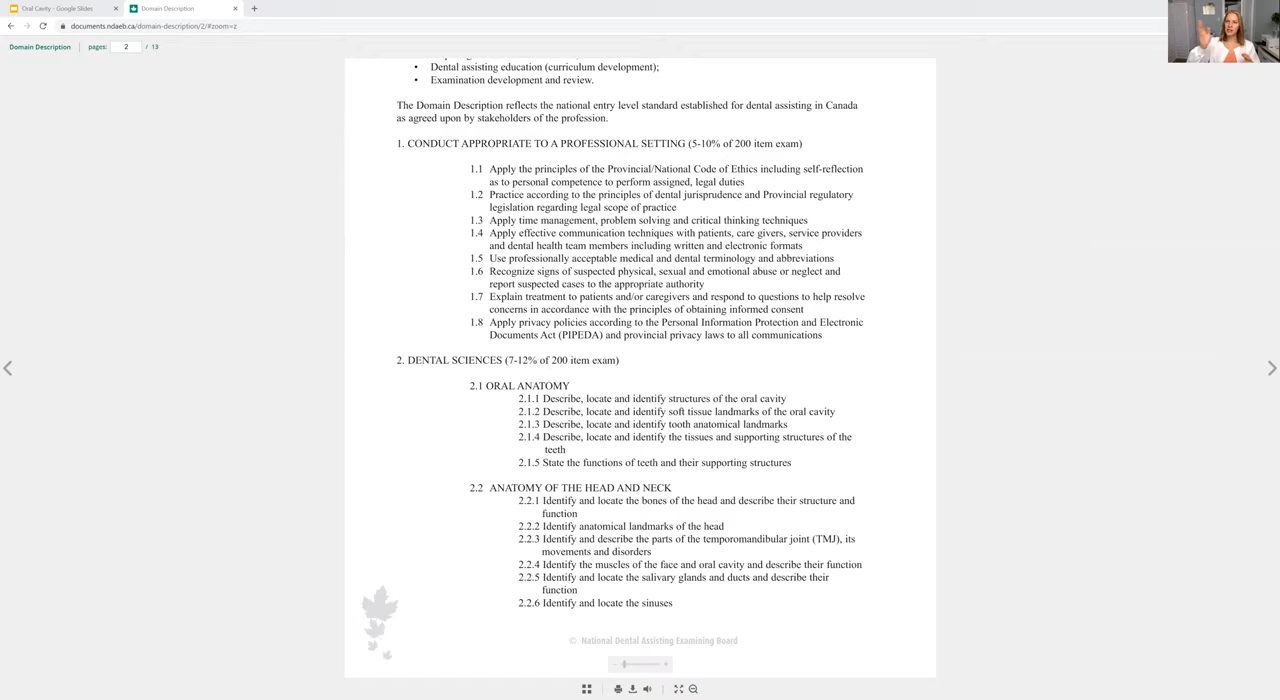 Oral Cavity - Google Slides
Domain Description
documents.ndaeb.ca/domain-description/2/#zoom=z
Domain Description pages: 2 / 13
• Dental assisting education (curriculum development);
• Examination development and review.
The Domain Description reflects the national entry level standard established for dental assisting in Canada
as agreed upon by stakeholders of the profession.
1. CONDUCT APPROPRIATE TO A PROFESSIONAL SETTING (5-10% of 200 item exam)
1.1 Apply the principles of the Provincial/National Code of Ethics including self-reflection
as to personal competence to perform assigned, legal duties
1.2 Practice according to the principles of dental jurisprudence and Provincial regulatory
legislation regarding legal scope of practice
1.3 Apply time management, problem solving and critical thinking techniques
1.4 Apply effective communication techniques with patients, care givers, service providers
and dental health team members including written and electronic formats
1.5 Use professionally acceptable medical and dental terminology and abbreviations
1.6 Recognize signs of suspected physical, sexual and emotional abuse or neglect and
report suspected cases to the appropriate authority
1.7 Explain treatment to patients and/or caregivers and respond to questions to help resolve
concerns in accordance with the principles of obtaining informed consent
1.8 Apply privacy policies according to the Personal Information Protection and Electronic
Documents Act (PIPEDA) and provincial privacy laws to all communications
2. DENTAL SCIENCES (7-12% of 200 item exam)
2.1 ORAL ANATOMY
2.1.1 Describe, locate and identify structures of the oral cavity
2.1.2 Describe, locate and identify soft tissue landmarks of the oral cavity
2.1.3 Describe, locate and identify tooth anatomical landmarks
2.1.4 Describe, locate and identify the tissues and supporting structures of the
teeth
2.1.5 State the functions of teeth and their supporting structures
2.2 ANATOMY OF THE HEAD AND NECK
2.2.1 Identify and locate the bones of the head and describe their structure and
function
2.2.2 Identify anatomical landmarks of the head
2.2.3 Identify and describe the parts of the temporomandibular joint (TMJ), its
movements and disorders
2.2.4 Identify the muscles of the face and oral cavity and describe their function
2.2.5 Identify and locate the salivary glands and ducts and describe their
function
2.2.6 Identify and locate the sinuses
© National Dental Assisting Examining Board